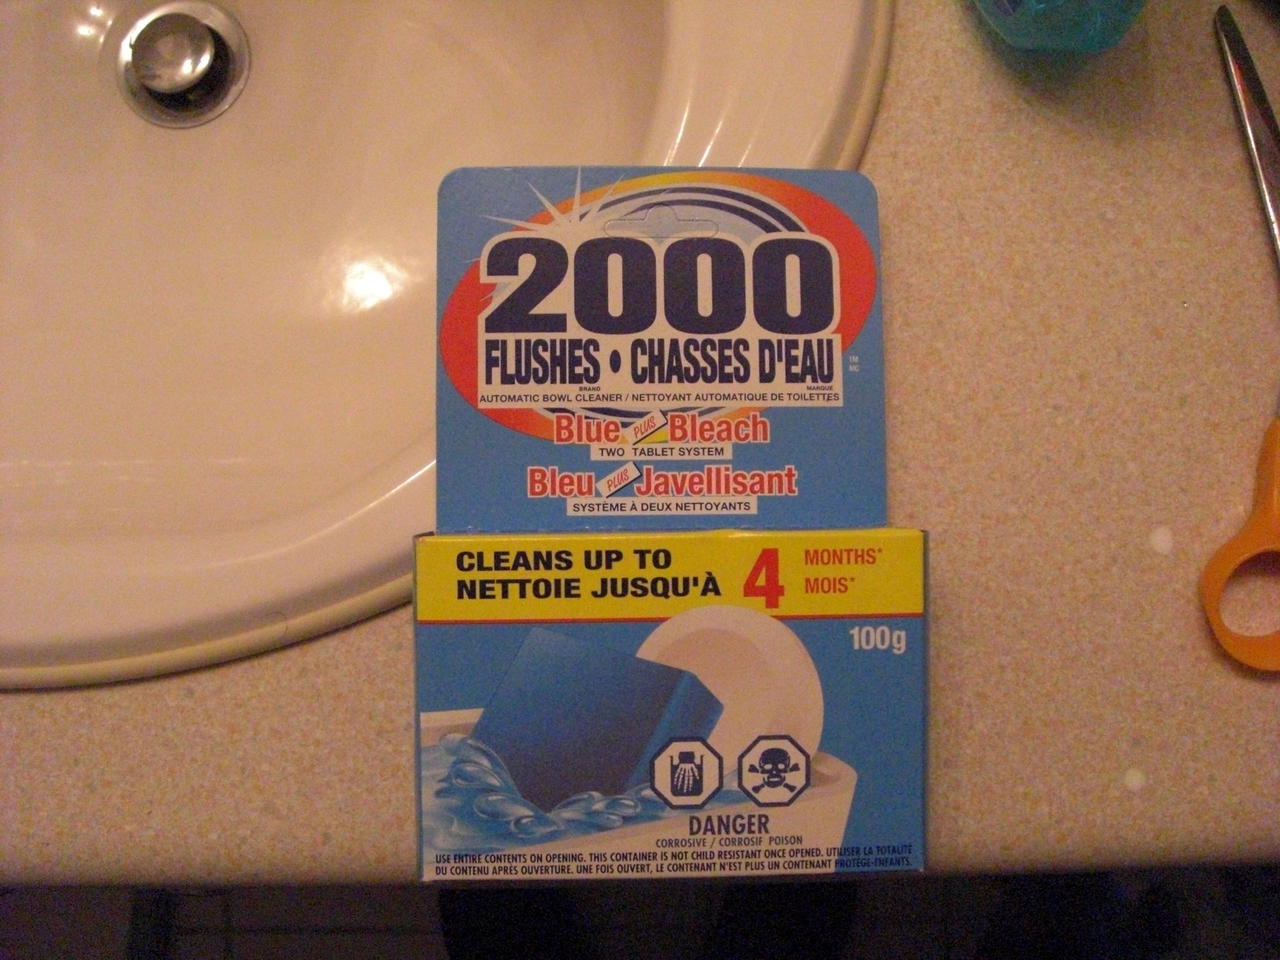 2000
FLUSHES • CHASSES D'EAU
TM
MC
BRAND MARQUE
AUTOMATIC BOWL CLEANER / NETTOYANT AUTOMATIQUE DE TOILETTES
Blue PLUS Bleach
TWO TABLET SYSTEM
Bleu PLUS Javellisant
SYSTÈME À DEUX NETTOYANTS
CLEANS UP TO
NETTOIE JUSQU'À
4
MONTHS*
MOIS*
100g
DANGER
CORROSIVE / CORROSIF POISON
USE ENTIRE CONTENTS ON OPENING. THIS CONTAINER IS NOT CHILD RESISTANT ONCE OPENED. UTILISER LA TOTALITÉ
DU CONTENU APRÈS OUVERTURE. UNE FOIS OUVERT, LE CONTENANT N'EST PLUS UN CONTENANT PROTÈGE-ENFANTS.